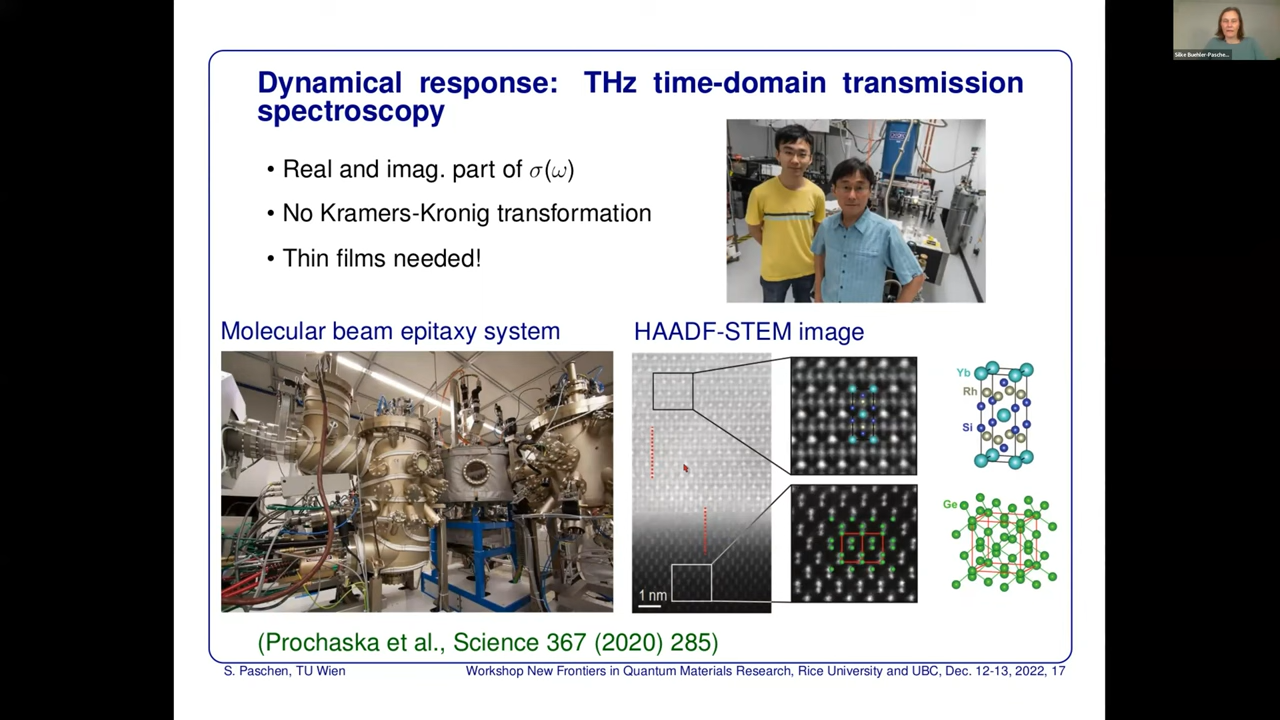 Silke Buehler-Pasche...
Dynamical response: THz time-domain transmission
spectroscopy
• Real and imag. part of σ(ω)
• No Kramers-Kronig transformation
• Thin films needed!
Molecular beam epitaxy system
HAADF-STEM image
Yb
Rh
Si
Ge
1 nm
(Prochaska et al., Science 367 (2020) 285)
S. Paschen, TU Wien
Workshop New Frontiers in Quantum Materials Research, Rice University and UBC, Dec. 12-13, 2022, 17